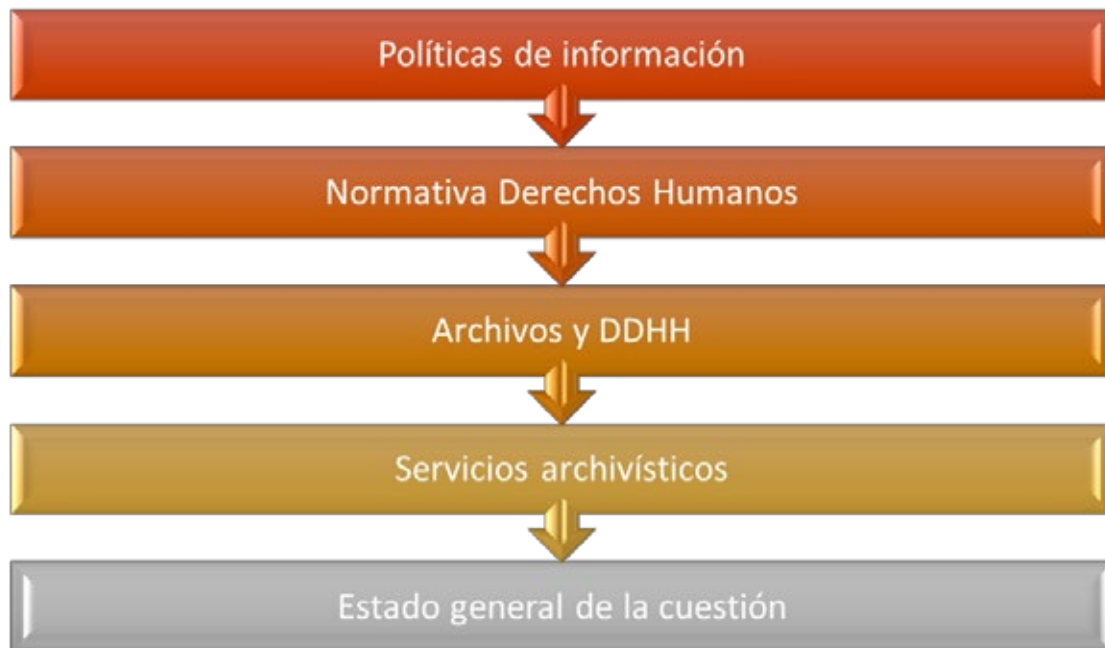 Políticas de información
Normativa Derechos Humanos
Archivos y DDHH
Servicios archivísticos
Estado general de la cuestión